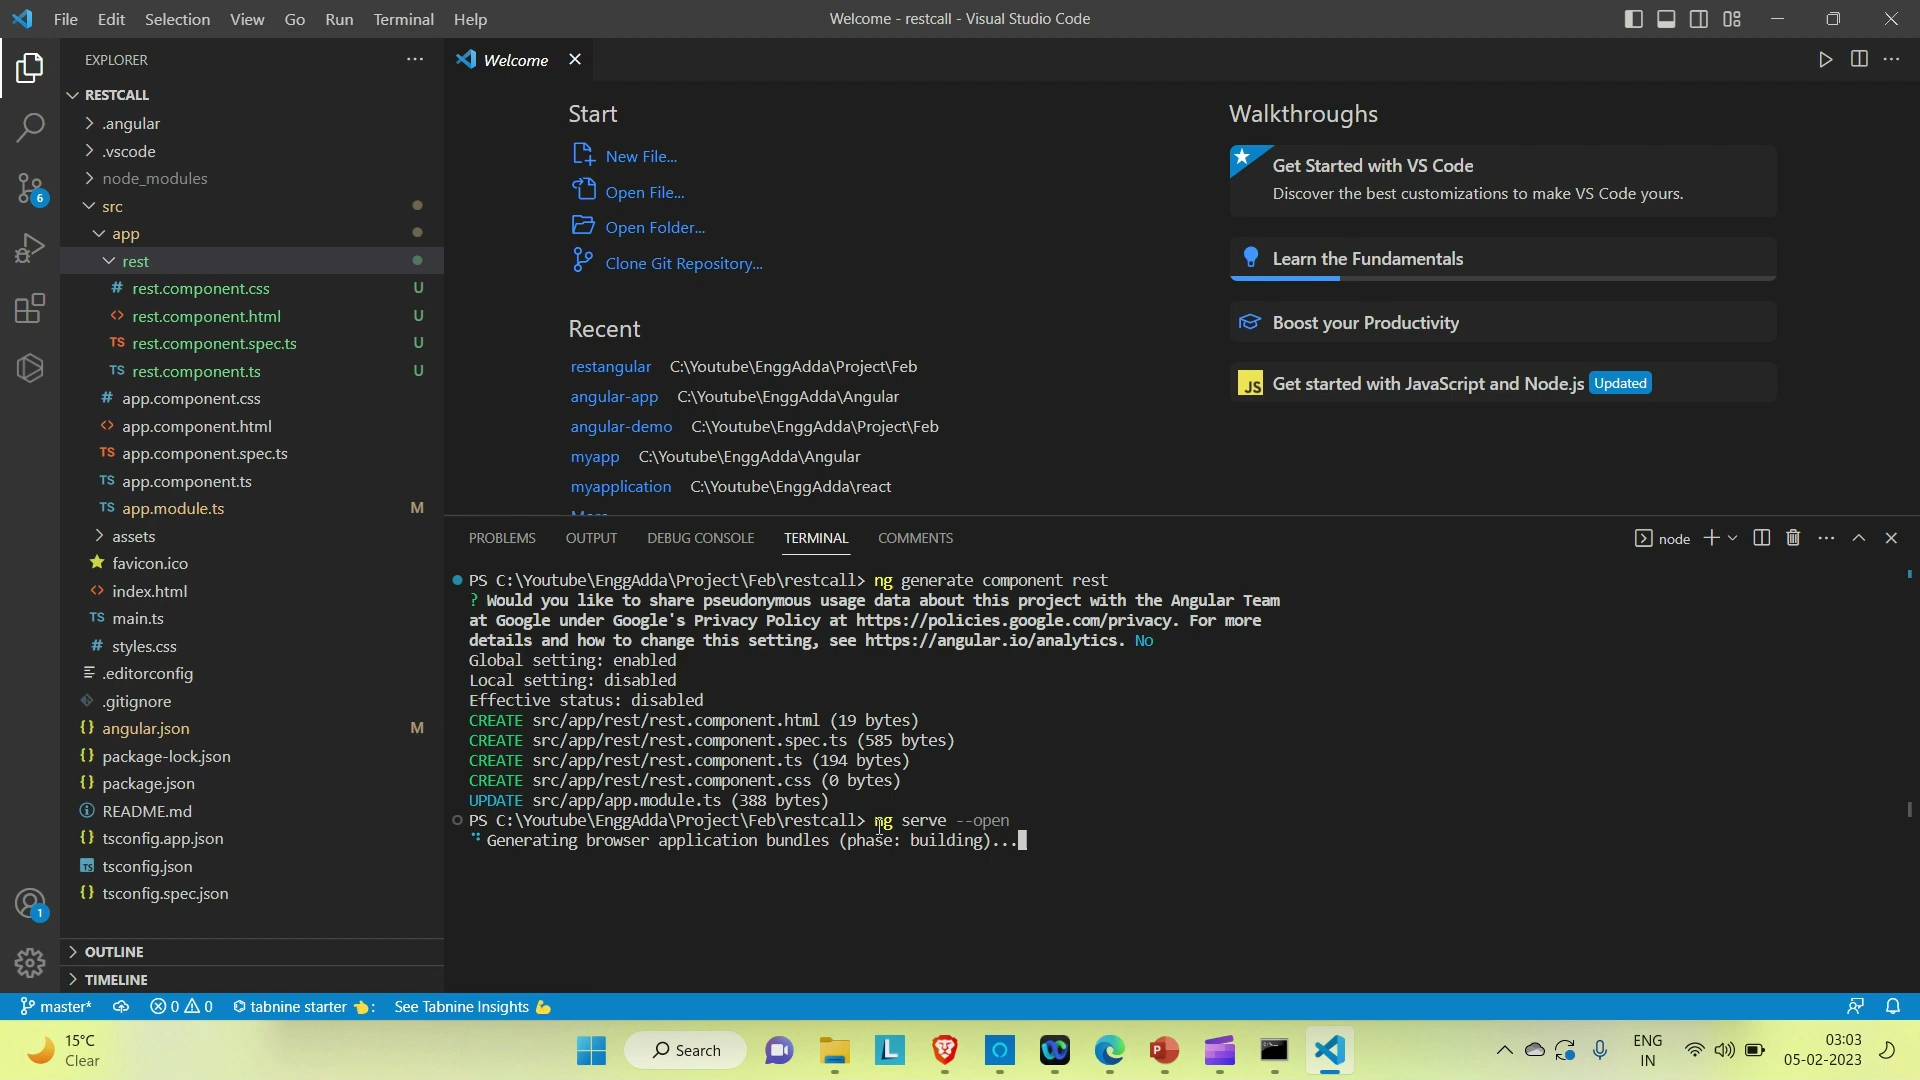 File Edit Selection View Go Run Terminal Help
Welcome - restcall - Visual Studio Code
EXPLORER
RESTCALL
.angular
.vscode
node_modules
src
app
rest
# rest.component.css U
<> rest.component.html U
TS rest.component.spec.ts U
TS rest.component.ts U
# app.component.css
<> app.component.html
TS app.component.spec.ts
TS app.component.ts
TS app.module.ts M
assets
favicon.ico
<> index.html
TS main.ts
# styles.css
.editorconfig
.gitignore
{} angular.json M
{} package-lock.json
{} package.json
README.md
{} tsconfig.app.json
TS tsconfig.json
{} tsconfig.spec.json
OUTLINE
TIMELINE
6
1
Welcome
Start
New File...
Open File...
Open Folder...
Clone Git Repository...
Recent
restangular C:\Youtube\EnggAdda\Project\Feb
angular-app C:\Youtube\EnggAdda\Angular
angular-demo C:\Youtube\EnggAdda\Project\Feb
myapp C:\Youtube\EnggAdda\Angular
myapplication C:\Youtube\EnggAdda\react
Walkthroughs
Get Started with VS Code
Discover the best customizations to make VS Code yours.
Learn the Fundamentals
Boost your Productivity
JS Get started with JavaScript and Node.js Updated
PROBLEMS OUTPUT DEBUG CONSOLE TERMINAL COMMENTS
node
PS C:\Youtube\EnggAdda\Project\Feb\restcall> ng generate component rest
? Would you like to share pseudonymous usage data about this project with the Angular Team
at Google under Google's Privacy Policy at https://policies.google.com/privacy. For more
details and how to change this setting, see https://angular.io/analytics. No
Global setting: enabled
Local setting: disabled
Effective status: disabled
CREATE src/app/rest/rest.component.html (19 bytes)
CREATE src/app/rest/rest.component.spec.ts (585 bytes)
CREATE src/app/rest/rest.component.ts (194 bytes)
CREATE src/app/rest/rest.component.css (0 bytes)
UPDATE src/app/app.module.ts (388 bytes)
PS C:\Youtube\EnggAdda\Project\Feb\restcall> ng serve --open
Generating browser application bundles (phase: building)...
master* 0 0 tabnine starter 👈: See Tabnine Insights 💪
15°C
Clear
Search
ENG
IN
03:03
05-02-2023